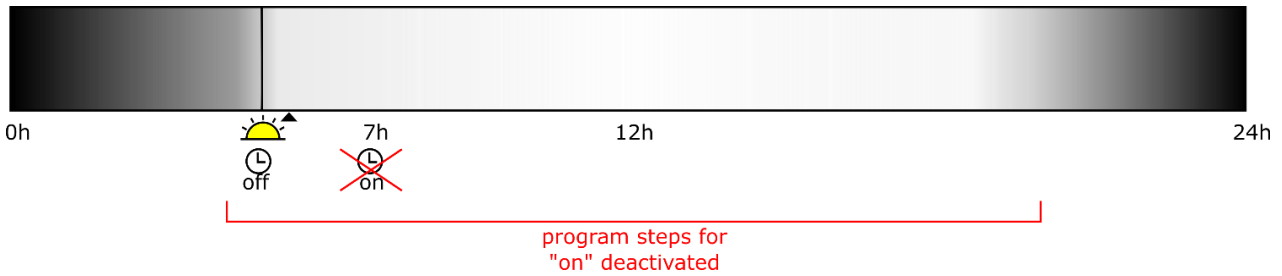 0h 7h 12h 24h
off on
program steps for
"on" deactivated